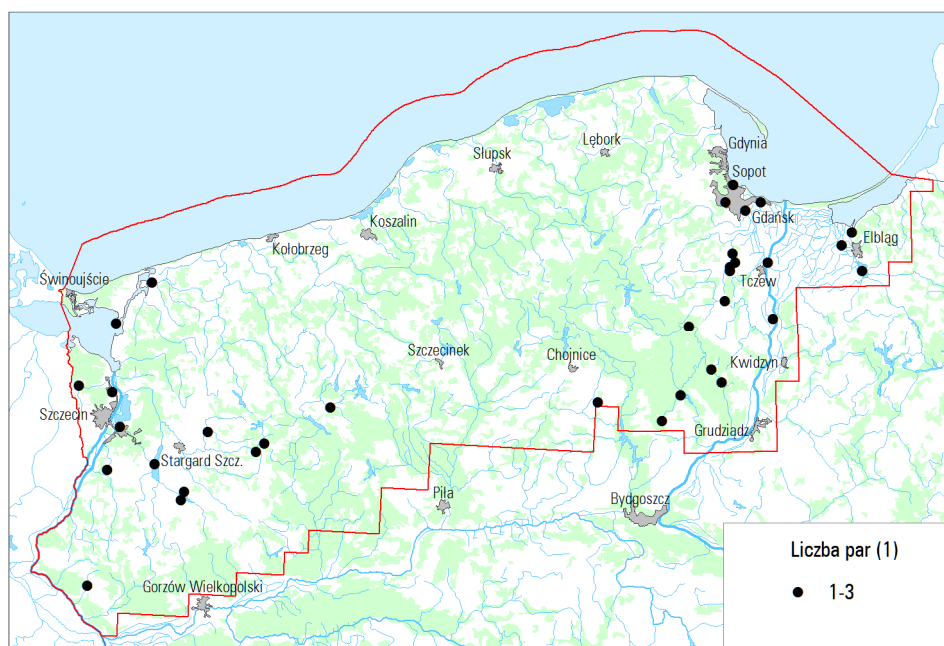 Gdynia
Lębork
Słupsk
Sopot
Gdańsk
Koszalin
Elbląg
Kołobrzeg
Świnoujście
Tczew
Szczecinek
Chojnice
Kwidzyn
Szczecin
Grudziadz
Stargard Szcz.
Piła
Bydgoszcz
Gorzów Wielkopolski
Liczba par (1)
1-3